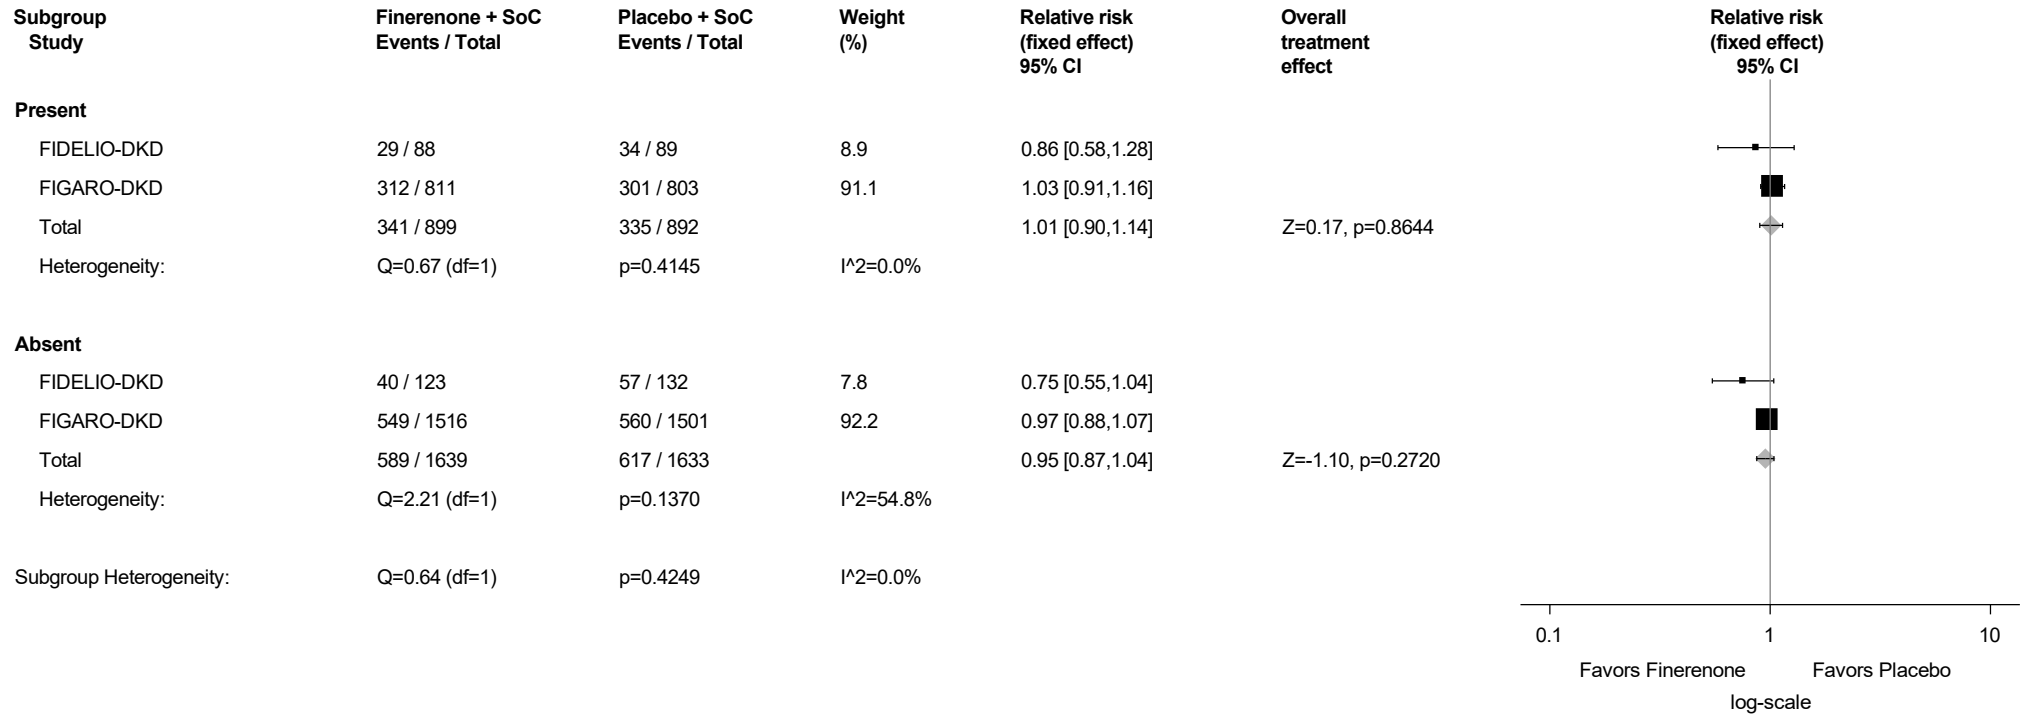 Subgroup Finerenone + SoC Placebo + SoC Weight Relative risk Overall Relative risk
Study Events / Total Events / Total (%) (fixed effect) treatment (fixed effect)
95% CI effect 95% CI
Present
FIDELIO-DKD 29 / 88 34 / 89 8.9 0.86 [0.58,1.28]
FIGARO-DKD 312 / 811 301 / 803 91.1 1.03 [0.91,1.16]
Total 341 / 899 335 / 892 1.01 [0.90,1.14] Z=0.17, p=0.8644
Heterogeneity: Q=0.67 (df=1) p=0.4145 I^2=0.0%
Absent
FIDELIO-DKD 40 / 123 57 / 132 7.8 0.75 [0.55,1.04]
FIGARO-DKD 549 / 1516 560 / 1501 92.2 0.97 [0.88,1.07]
Total 589 / 1639 617 / 1633 0.95 [0.87,1.04] Z=-1.10, p=0.2720
Heterogeneity: Q=2.21 (df=1) p=0.1370 I^2=54.8%
Subgroup Heterogeneity: Q=0.64 (df=1) p=0.4249 I^2=0.0%
0.1 1 10
Favors Finerenone Favors Placebo
log-scale